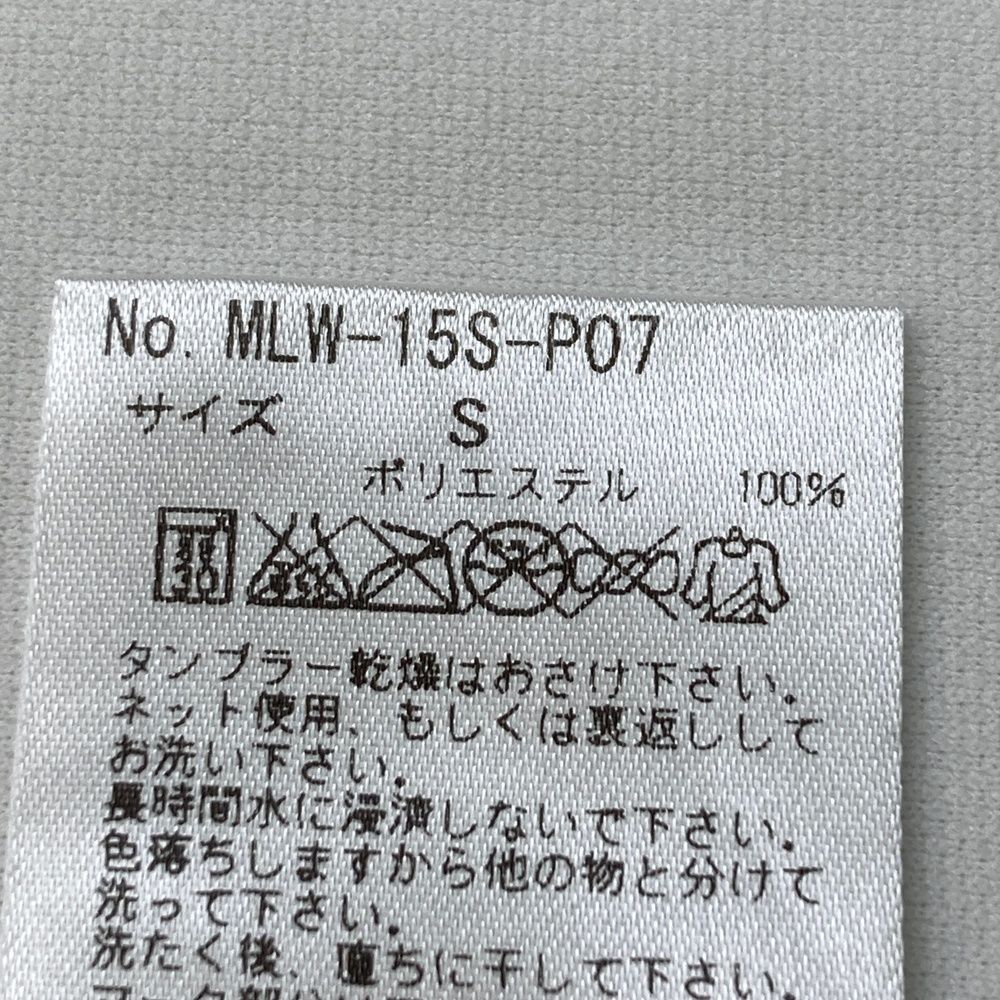 No. MLW-15S-P07
サイズ S
ポリエステル 100%
30
タンブラー乾燥はおさけ下さい。
ネット使用、もしくは裏返しして
お洗い下さい。
長時間水に浸漬しないで下さい。
色落ちしますから他の物と分けて
洗って下さい。
洗たく後、直ちに干して下さい。